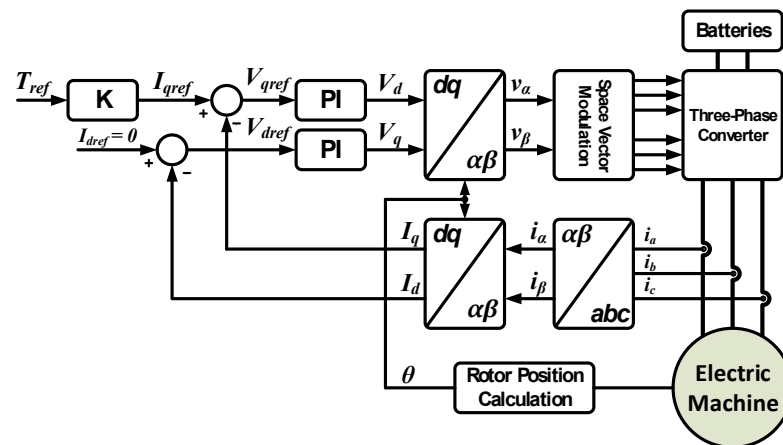 Batteries
T_ref
K
I_qref
+
−
V_qref
PI
V_d
dq
αβ
v_α
v_β
Space Vector
Modulation
Three-Phase
Converter
I_dref = 0
+
−
V_dref
PI
V_q
I_q
I_d
dq
αβ
i_α
i_β
αβ
abc
i_a
i_b
i_c
θ
Rotor Position
Calculation
Electric
Machine